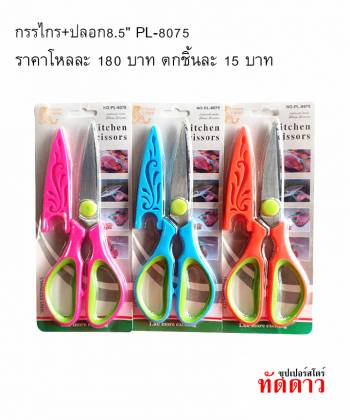 กรรไกร+ปลอก8.5" PL-8075
ราคาโหลละ 180 บาท ตกชิ้นละ 15 บาท
NO:PL-8075
NO:PL-8075
NO:PL-8075
Kitchen
Scissors
Kitchen
Scissors
Kitchen
Scissors
ซุปเปอร์สโตร์
ทัดดาว